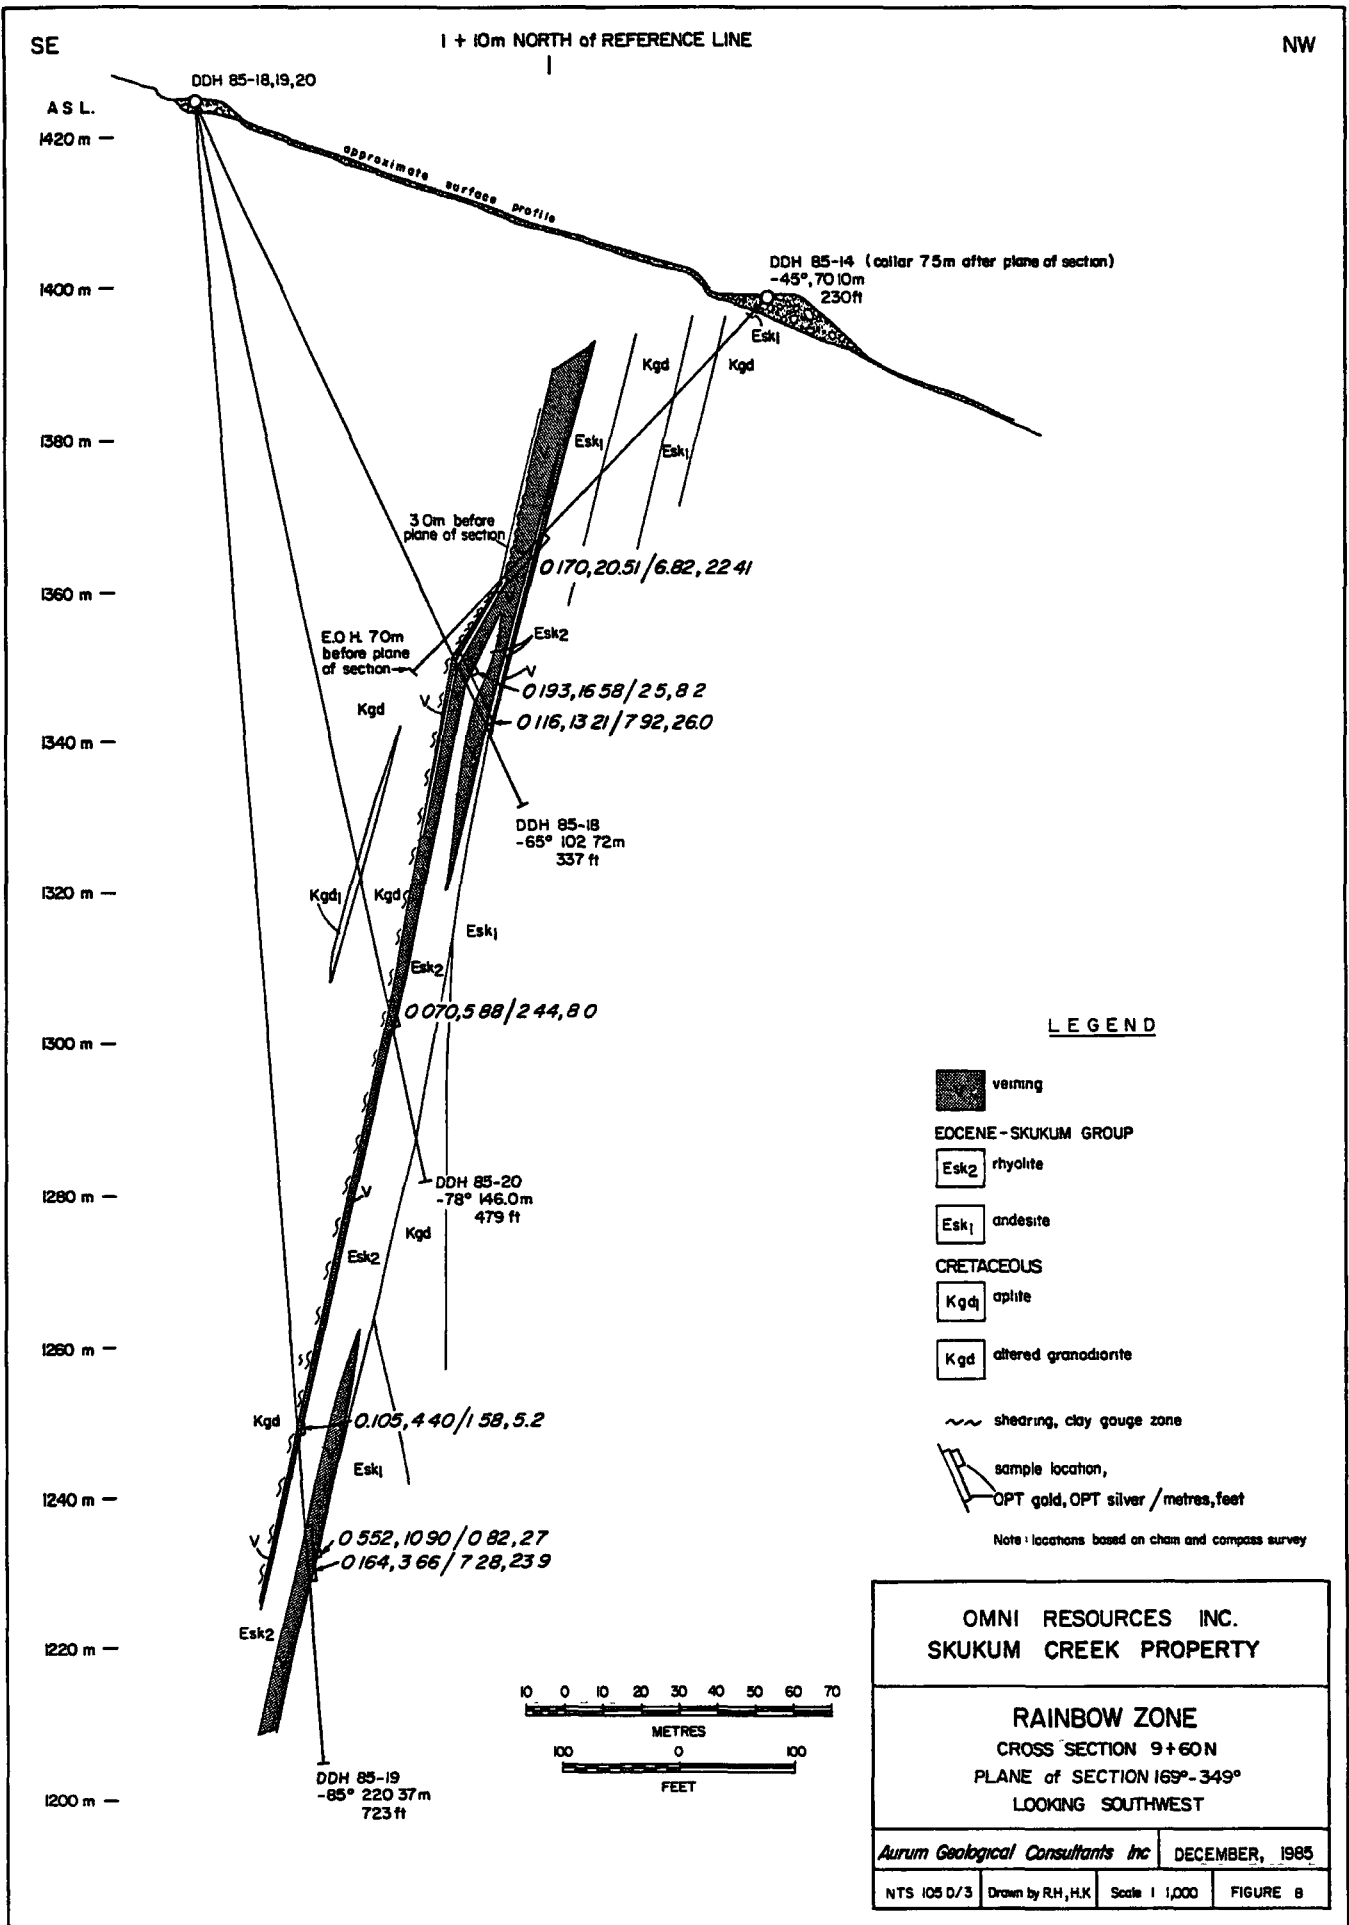 SE
1 + 10m NORTH of REFERENCE LINE
NW
DDH 85-18,19,20
A S L.
1420 m
approximate surface profile
DDH 85-14 (collar 7 5m after plane of section)
-45°, 70 10m
230ft
1400 m
Esk1
Kgd
Kgd
1380 m
Esk1
Esk1
3 0m before
plane of section
0 170, 20.51/6.82, 22 41
1360 m
Esk2
E.O H. 7 0m
before plane
of section
V
V
0 193, 16 58/2 5, 8 2
Kgd
0 116, 13 21/7 92, 26.0
1340 m
DDH 85-18
-65° 102 72m
337 ft
1320 m
Kgd1
Kgd
Esk1
Esk2
0 070, 5 88/2 44, 8 0
1300 m
1280 m
V
DDH 85-20
-78° 146.0m
479 ft
Kgd
Esk2
1260 m
Kgd
0.105, 4 40/1 58, 5.2
Esk1
1240 m
V
0 552, 10 90/0 82, 2 7
0 164, 3 66/7 28, 23 9
Esk2
1220 m
DDH 85-19
-85° 220 37m
723 ft
1200 m
10 0 10 20 30 40 50 60 70
METRES
100 0 100
FEET
LEGEND
veining
EOCENE-SKUKUM GROUP
Esk2 rhyolite
Esk1 andesite
CRETACEOUS
Kgd1 aplite
Kgd altered granodiorite
shearing, clay gouge zone
sample location,
OPT gold, OPT silver / metres, feet
Note: locations based on chain and compass survey
OMNI RESOURCES INC.
SKUKUM CREEK PROPERTY
RAINBOW ZONE
CROSS SECTION 9+60N
PLANE of SECTION 169°-349°
LOOKING SOUTHWEST
Aurum Geological Consultants Inc
DECEMBER, 1985
NTS 105 D/3
Drawn by R.H, H.K
Scale 1 1,000
FIGURE 8